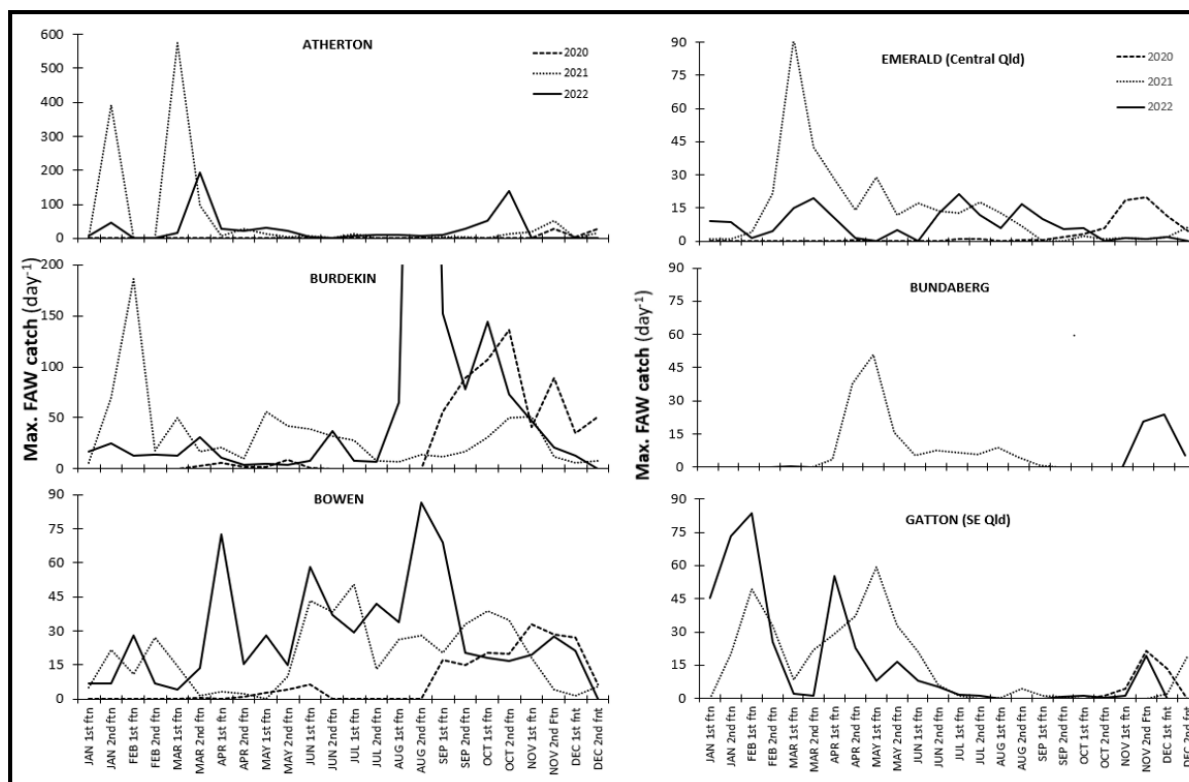 ATHERTON
600
500
400
300
200
100
0
2020
2021
2022
EMERALD (Central Qld)
90
75
60
45
30
15
0
2020
2021
2022
BURDEKIN
200
150
100
50
0
Max. FAW catch (day-1)
BUNDABERG
90
75
60
45
30
15
0
Max. FAW catch (day-1)
BOWEN
90
75
60
45
30
15
0
JAN 1st ftn
JAN 2nd ftn
FEB 1st ftn
FEB 2nd ftn
MAR 1st ftn
MAR 2nd ftn
APR 1st ftn
APR 2nd ftn
MAY 1st ftn
MAY 2nd ftn
JUN 1st ftn
JUN 2nd ftn
JUL 1st ftn
JUL 2nd ftn
AUG 1st ftn
AUG 2nd ftn
SEP 1st ftn
SEP 2nd ftn
OCT 1st ftn
OCT 2nd ftn
NOV 1st ftn
NOV 2nd Ftn
DEC 1st fnt
DEC 2nd fnt
GATTON (SE Qld)
90
75
60
45
30
15
0
JAN 1st ftn
JAN 2nd ftn
FEB 1st ftn
FEB 2nd ftn
MAR 1st ftn
MAR 2nd ftn
APR 1st ftn
APR 2nd ftn
MAY 1st ftn
MAY 2nd ftn
JUN 1st ftn
JUN 2nd ftn
JUL 1st ftn
JUL 2nd ftn
AUG 1st ftn
AUG 2nd ftn
SEP 1st ftn
SEP 2nd ftn
OCT 1st ftn
OCT 2nd ftn
NOV 1st ftn
NOV 2nd Ftn
DEC 1st fnt
DEC 2nd fnt